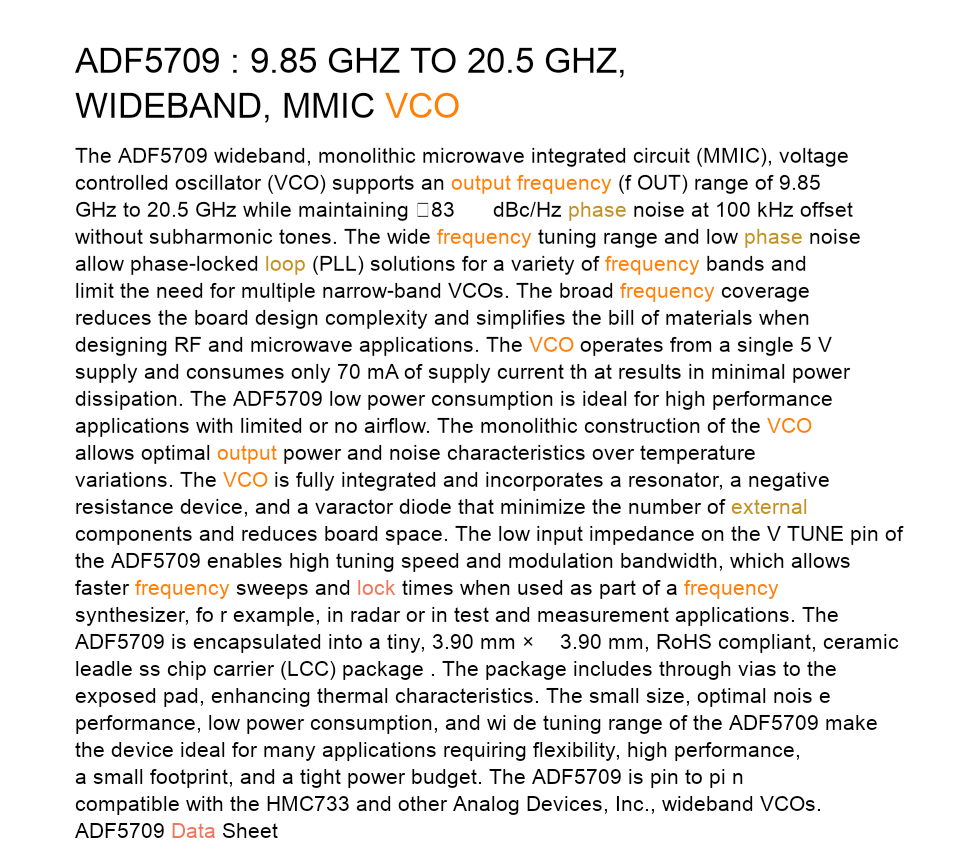 ADF5709 : 9.85 GHZ TO 20.5 GHZ,
WIDEBAND, MMIC VCO
The ADF5709 wideband, monolithic microwave integrated circuit (MMIC), voltage
controlled oscillator (VCO) supports an output frequency (f OUT) range of 9.85
GHz to 20.5 GHz while maintaining □83 dBc/Hz phase noise at 100 kHz offset
without subharmonic tones. The wide frequency tuning range and low phase noise
allow phase-locked loop (PLL) solutions for a variety of frequency bands and
limit the need for multiple narrow-band VCOs. The broad frequency coverage
reduces the board design complexity and simplifies the bill of materials when
designing RF and microwave applications. The VCO operates from a single 5 V
supply and consumes only 70 mA of supply current th at results in minimal power
dissipation. The ADF5709 low power consumption is ideal for high performance
applications with limited or no airflow. The monolithic construction of the VCO
allows optimal output power and noise characteristics over temperature
variations. The VCO is fully integrated and incorporates a resonator, a negative
resistance device, and a varactor diode that minimize the number of external
components and reduces board space. The low input impedance on the V TUNE pin of
the ADF5709 enables high tuning speed and modulation bandwidth, which allows
faster frequency sweeps and lock times when used as part of a frequency
synthesizer, fo r example, in radar or in test and measurement applications. The
ADF5709 is encapsulated into a tiny, 3.90 mm × 3.90 mm, RoHS compliant, ceramic
leadle ss chip carrier (LCC) package . The package includes through vias to the
exposed pad, enhancing thermal characteristics. The small size, optimal nois e
performance, low power consumption, and wi de tuning range of the ADF5709 make
the device ideal for many applications requiring flexibility, high performance,
a small footprint, and a tight power budget. The ADF5709 is pin to pi n
compatible with the HMC733 and other Analog Devices, Inc., wideband VCOs.
ADF5709 Data Sheet